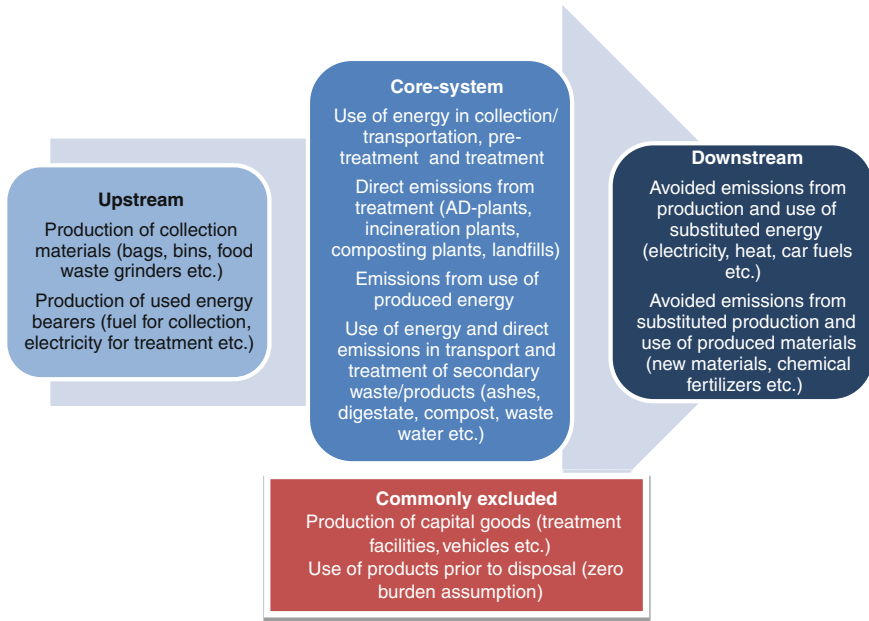 Upstream
Production of collection
materials (bags, bins, food
waste grinders etc.)
Production of used energy
bearers (fuel for collection,
electricity for treatment etc.)
Core-system
Use of energy in collection/
transportation, pre-
treatment and treatment
Direct emissions from
treatment (AD-plants,
incineration plants,
composting plants, landfills)
Emissions from use of
produced energy
Use of energy and direct
emissions in transport and
treatment of secondary
waste/products (ashes,
digestate, compost, waste
water etc.)
Downstream
Avoided emissions from
production and use of
substituted energy
(electricity, heat, car fuels
etc.)
Avoided emissions from
substituted production and
use of produced materials
(new materials, chemical
fertilizers etc.)
Commonly excluded
Production of capital goods (treatment
facilities, vehicles etc.)
Use of products prior to disposal (zero
burden assumption)